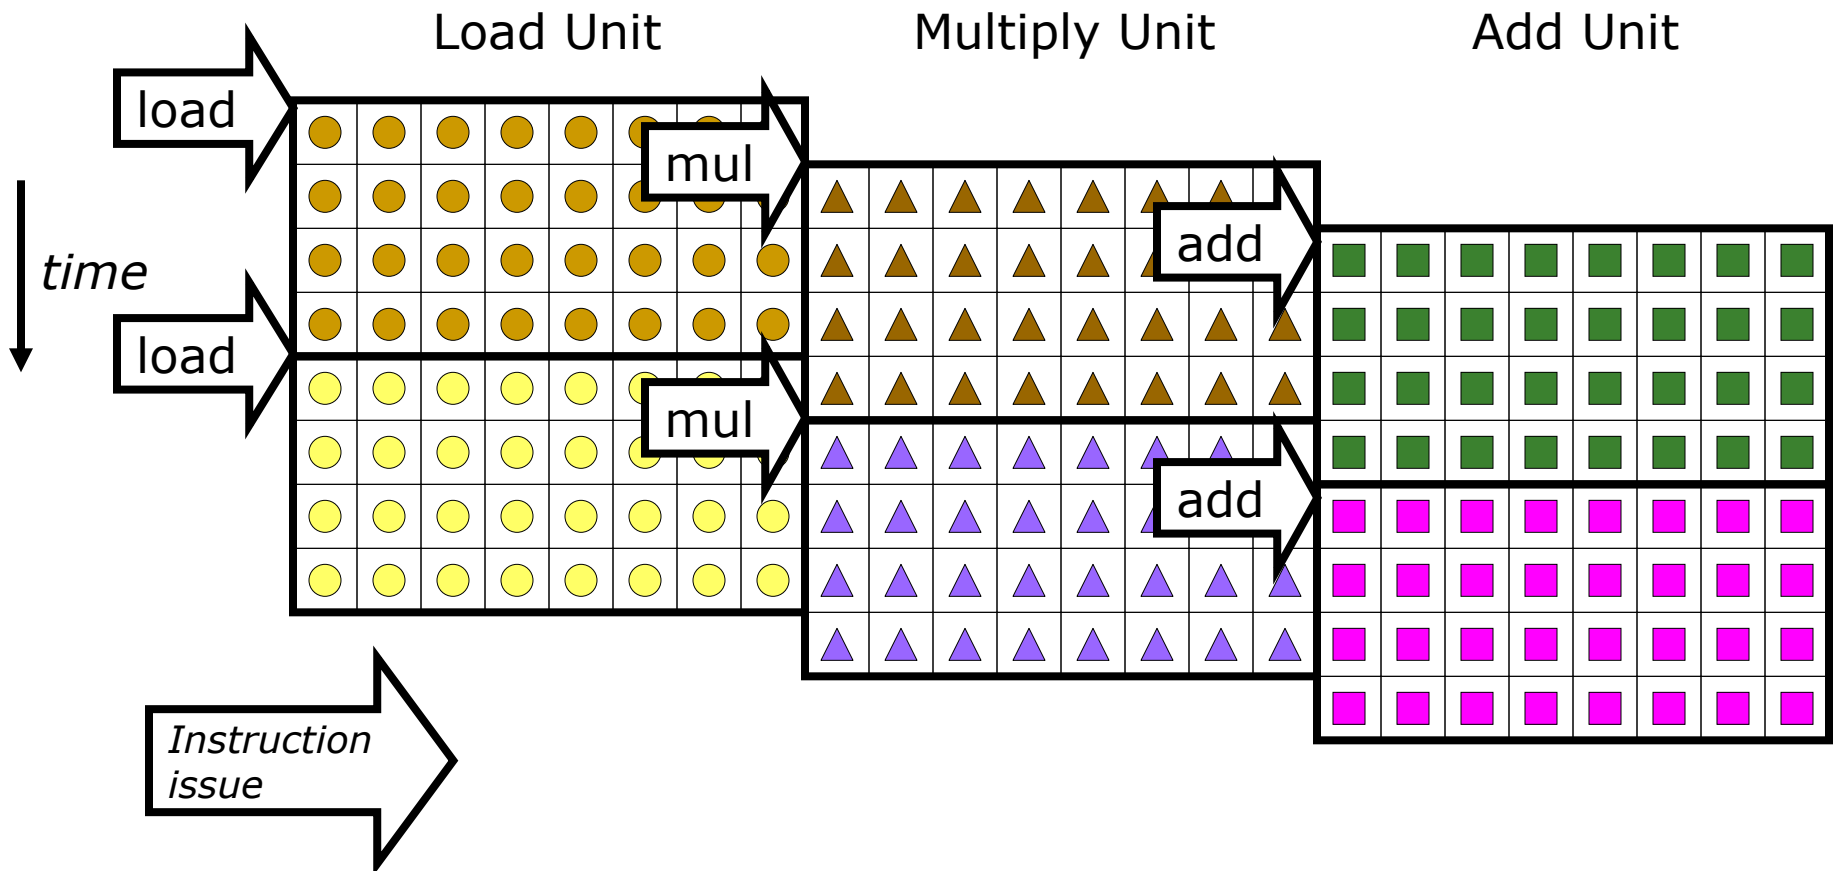 Load Unit
Multiply Unit
Add Unit
load
mul
add
time
load
mul
add
Instruction
issue